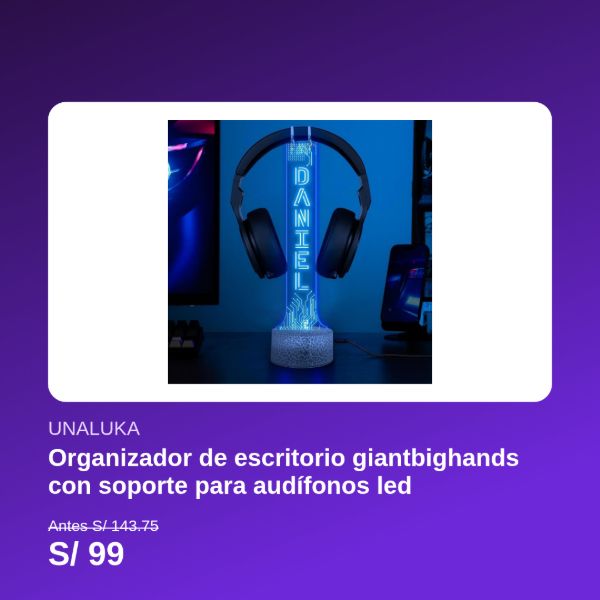 DANIEL
UNALUKA
Organizador de escritorio giantbighands
con soporte para audífonos led
Antes S/ 143.75
S/ 99